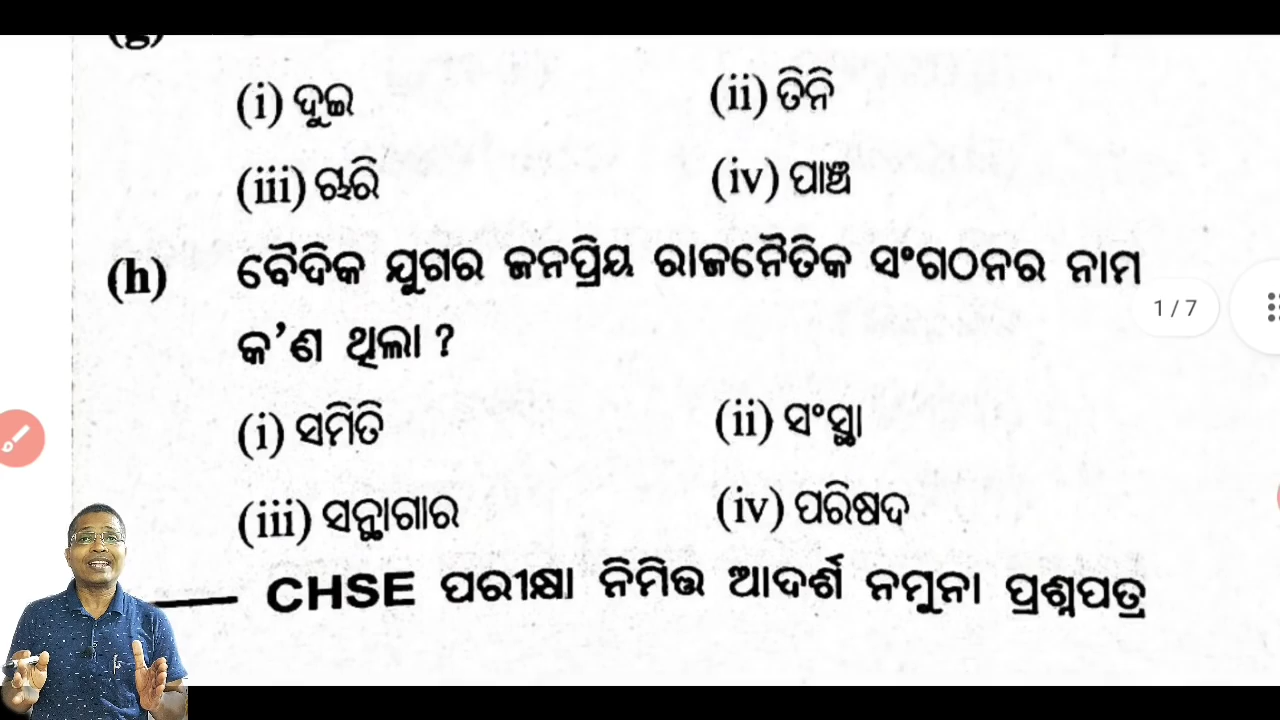 (g)
(i) ଦୁଇ (ii) ତିନି
(iii) ଚ଼ାରି (iv) ପାଞ୍ଚ
(h) ବୈଦିକ ଯୁଗର ଜନପ୍ରିୟ ରାଜନୈତିକ ସଂଗଠନର ନାମ
କ'ଣ ଥିଲା ?
1 / 7
(i) ସମିତି (ii) ସଂସ୍ଥା
(iii) ସନ୍ଥାଗାର (iv) ପରିଷଦ
CHSE ପରୀକ୍ଷା ନିମିତ୍ତ ଆଦର୍ଶ ନମୁନା ପ୍ରଶ୍ନପତ୍ର